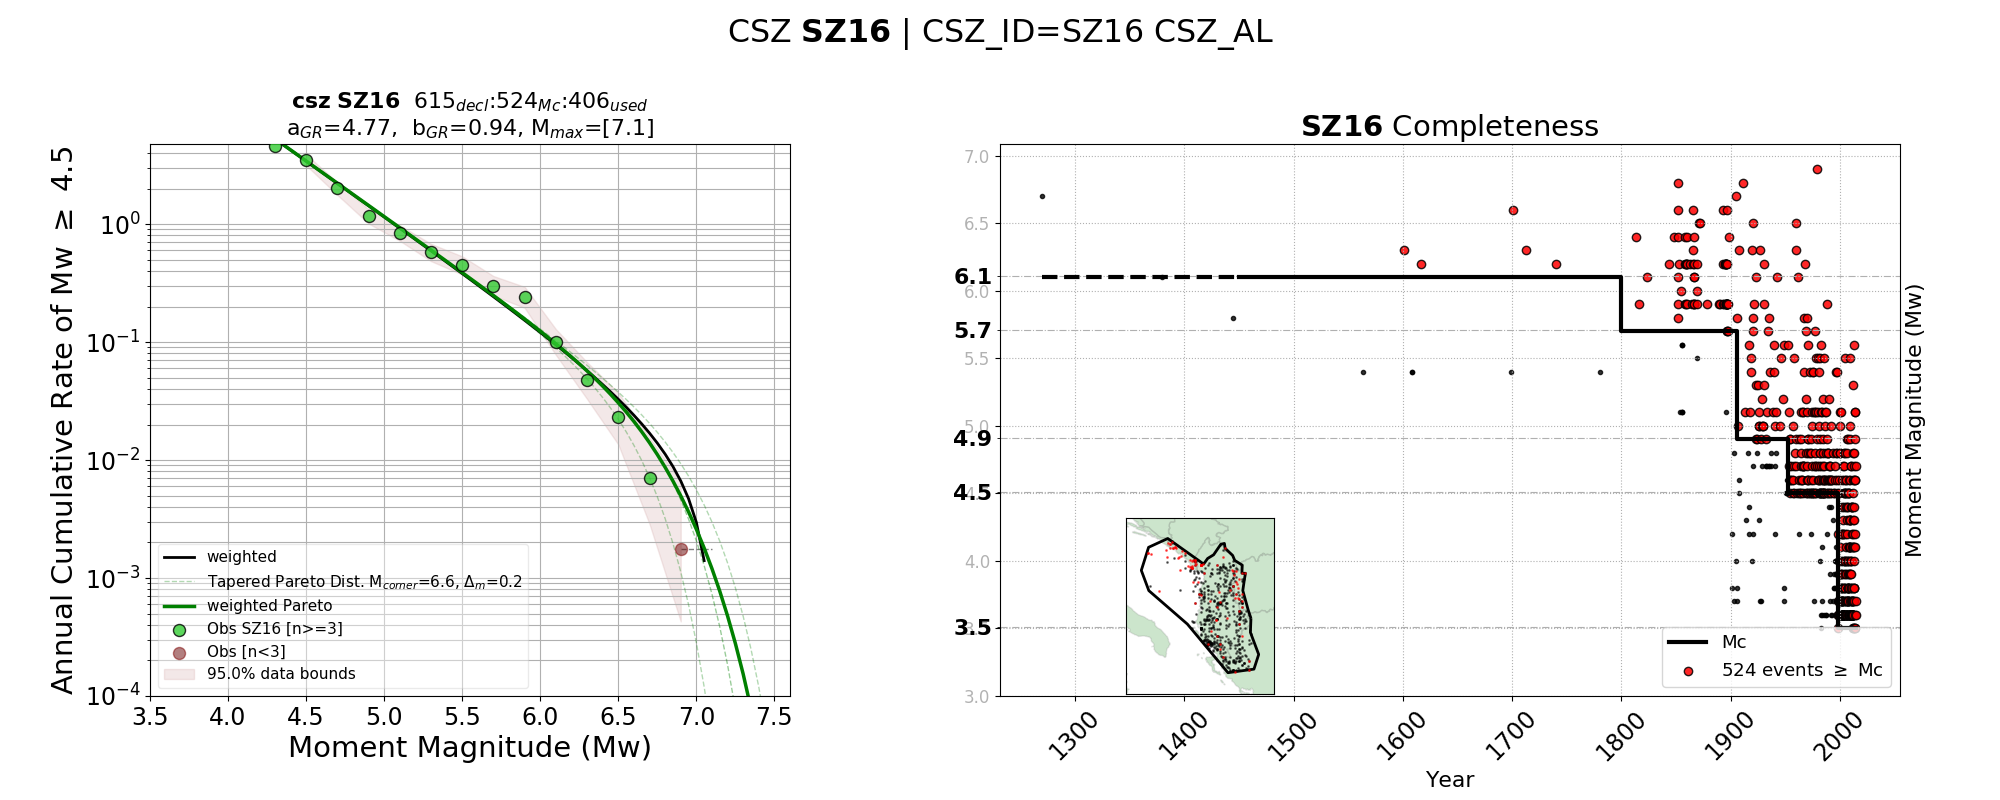 CSZ SZ16 | CSZ_ID=SZ16 CSZ_AL
csz SZ16 615decl:524Mc:406used
aGR=4.77, bGR=0.94, Mmax=[7.1]
Annual Cumulative Rate of Mw ≥ 4.5
10^0
10^-1
10^-2
10^-3
10^-4
weighted
Tapered Pareto Dist. Mcorner=6.6, Δm=0.2
weighted Pareto
Obs SZ16 [n>=3]
Obs [n<3]
95.0% data bounds
3.5 4.0 4.5 5.0 5.5 6.0 6.5 7.0 7.5
Moment Magnitude (Mw)
SZ16 Completeness
7.0
6.5
6.1
6.0
5.7
5.5
5.0
4.9
4.5
4.0
3.5
3.0
Moment Magnitude (Mw)
Mc
524 events ≥ Mc
1300 1400 1500 1600 1700 1800 1900 2000
Year